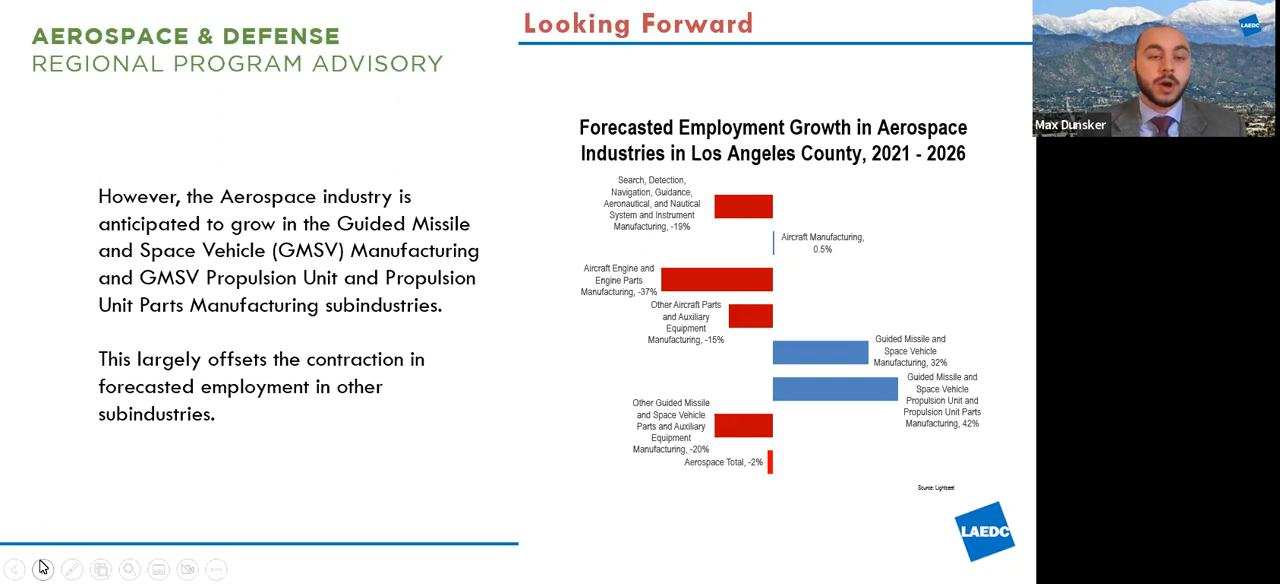 AEROSPACE & DEFENSE
REGIONAL PROGRAM ADVISORY
However, the Aerospace industry is
anticipated to grow in the Guided Missile
and Space Vehicle (GMSV) Manufacturing
and GMSV Propulsion Unit and Propulsion
Unit Parts Manufacturing subindustries.
This largely offsets the contraction in
forecasted employment in other
subindustries.
Looking Forward
Forecasted Employment Growth in Aerospace
Industries in Los Angeles County, 2021 - 2026
Search, Detection,
Navigation, Guidance,
Aeronautical, and Nautical
System and Instrument
Manufacturing, -19%
Aircraft Manufacturing,
0.5%
Aircraft Engine and
Engine Parts
Manufacturing, -37%
Other Aircraft Parts
and Auxiliary
Equipment
Manufacturing, -15%
Guided Missile and
Space Vehicle
Manufacturing, 32%
Guided Missile and
Space Vehicle
Propulsion Unit and
Propulsion Unit Parts
Manufacturing, 42%
Other Guided Missile
and Space Vehicle
Parts and Auxiliary
Equipment
Manufacturing, -20%
Aerospace Total, -2%
Source: Lightcast
LAEDC
LAEDC
Max Dunsker